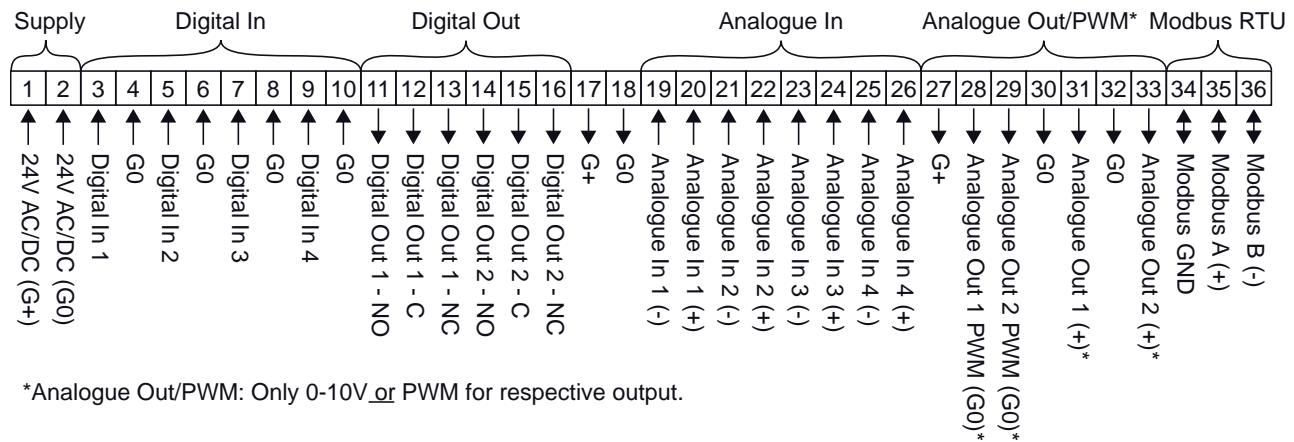 Supply Digital In Digital Out Analogue In Analogue Out/PWM* Modbus RTU
1 2 3 4 5 6 7 8 9 10 11 12 13 14 15 16 17 18 19 20 21 22 23 24 25 26 27 28 29 30 31 32 33 34 35 36
24V AC/DC (G+)
24V AC/DC (G0)
Digital In 1
G0
Digital In 2
G0
Digital In 3
G0
Digital In 4
G0
Digital Out 1 - NO
Digital Out 1 - C
Digital Out 1 - NC
Digital Out 2 - NO
Digital Out 2 - C
Digital Out 2 - NC
G+
G0
Analogue In 1 (-)
Analogue In 1 (+)
Analogue In 2 (-)
Analogue In 2 (+)
Analogue In 3 (-)
Analogue In 3 (+)
Analogue In 4 (-)
Analogue In 4 (+)
G+
Analogue Out 1 PWM (G0)*
Analogue Out 2 PWM (G0)*
G0
Analogue Out 1 (+)*
G0
Analogue Out 2 (+)*
Modbus GND
Modbus A (+)
Modbus B (-)
*Analogue Out/PWM: Only 0-10V or PWM for respective output.